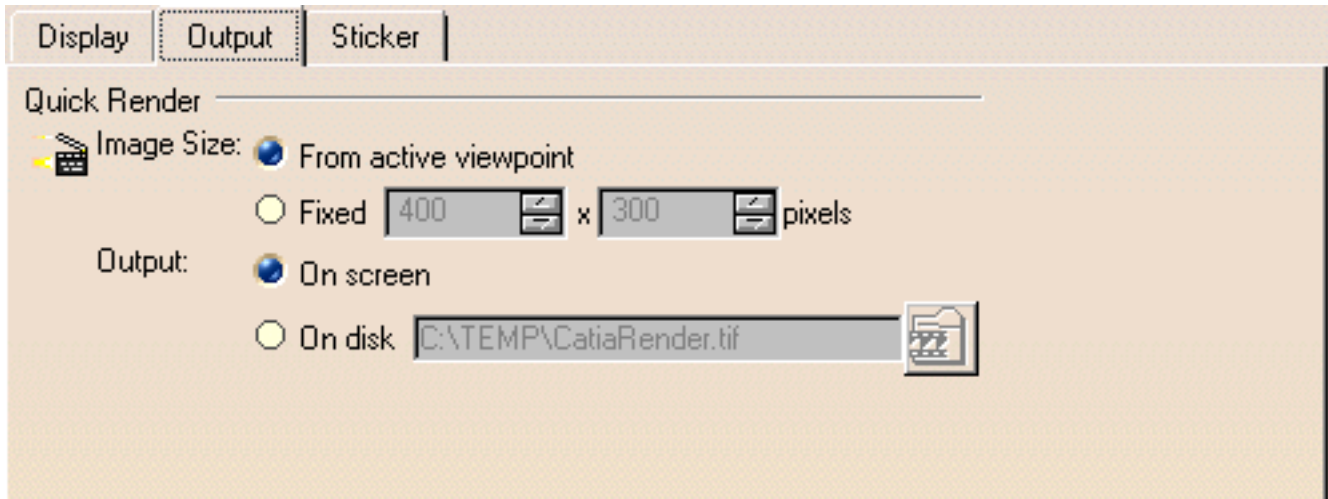 Display Output Sticker
Quick Render
Image Size: From active viewpoint
Fixed 400 x 300 pixels
Output: On screen
On disk C:\TEMP\CatiaRender.tif